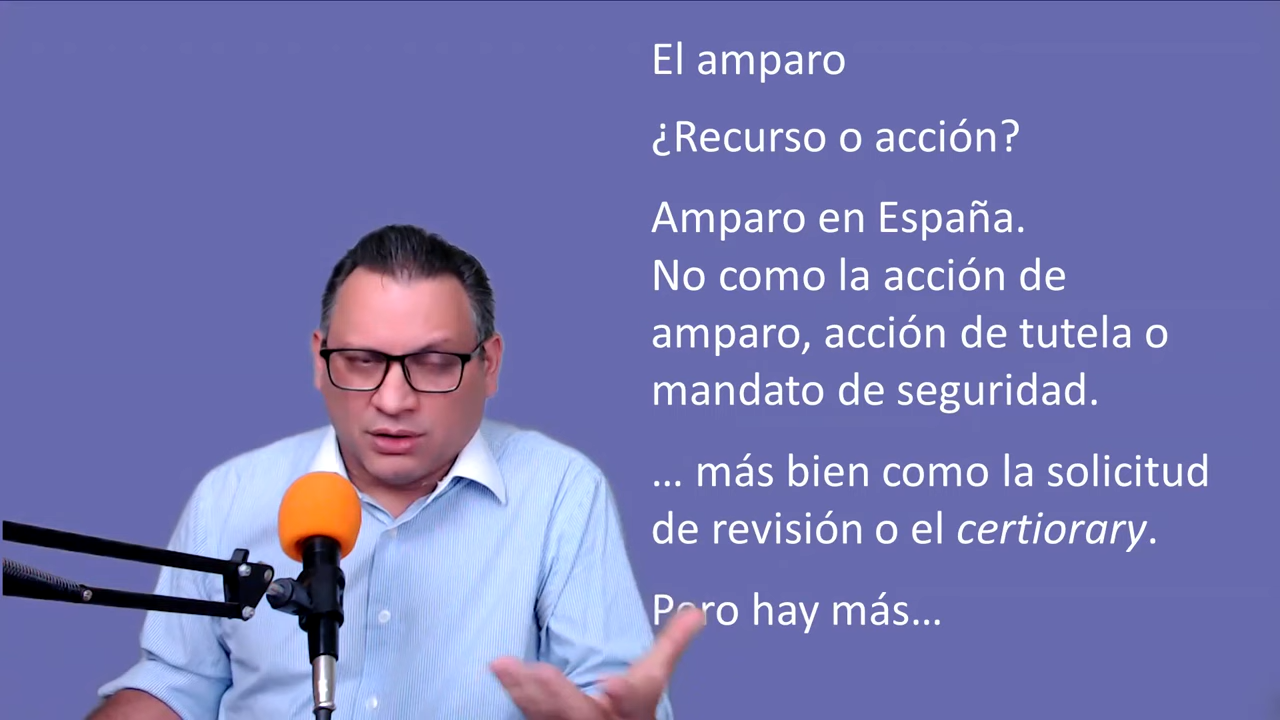 El amparo
¿Recurso o acción?
Amparo en España.
No como la acción de
amparo, acción de tutela o
mandato de seguridad.
... más bien como la solicitud
de revisión o el certiorary.
Pero hay más...